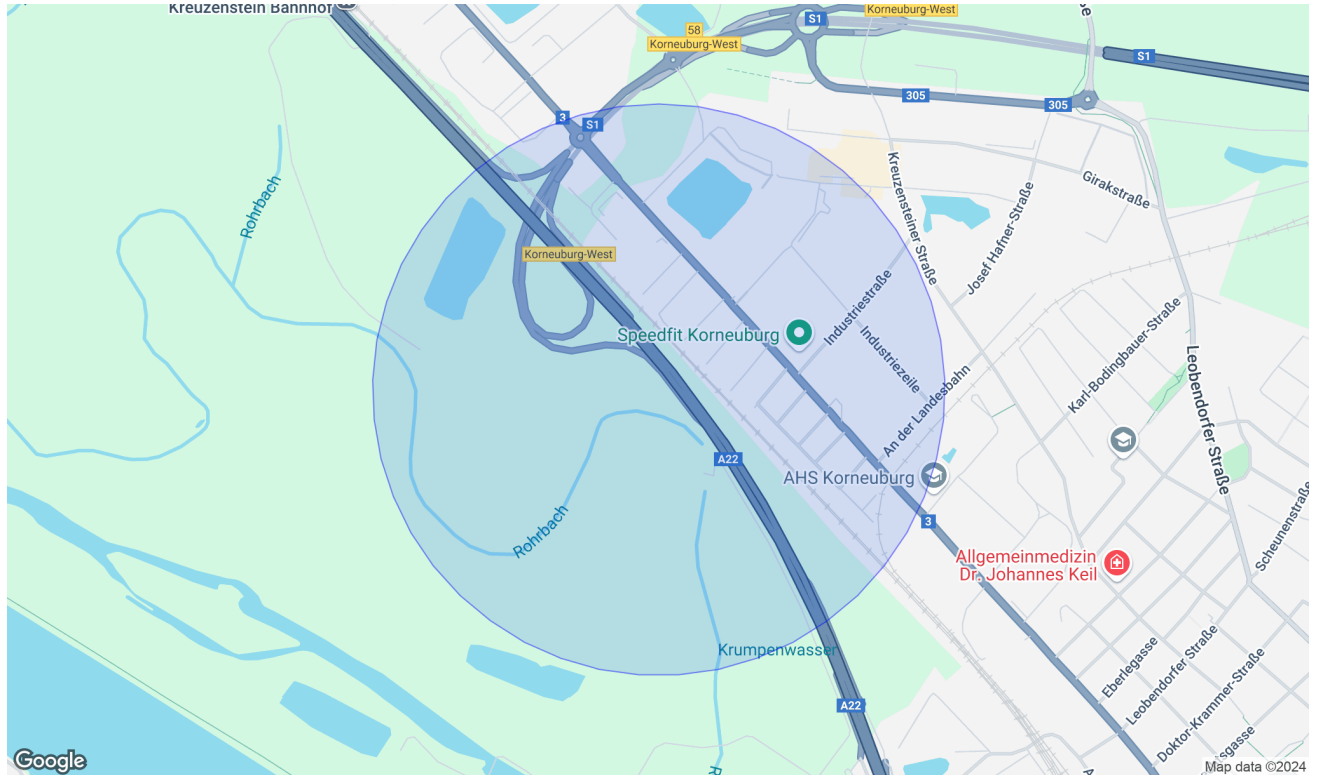 Kreuzenstein Bahnhof
Korneuburg-West
S1
58
Korneuburg-West
S1
305
305
3
S1
Rohrbach
Kreuzensteiner Straße
Girakstraße
Josef Hafner-Straße
Korneuburg-West
Speedfit Korneuburg
Industriestraße
Industriezeile
Karl-Bodingbauer-Straße
Leobendorfer Straße
An der Landesbahn
A22
AHS Korneuburg
3
Rohrbach
Scheunenstraße
Allgemeinmedizin
Dr. Johannes Keil
Krumpenwasser
Eberlegasse
Leobendorfer Straße
Doktor-Krammer-Straße
A22
Google
Map data ©2024